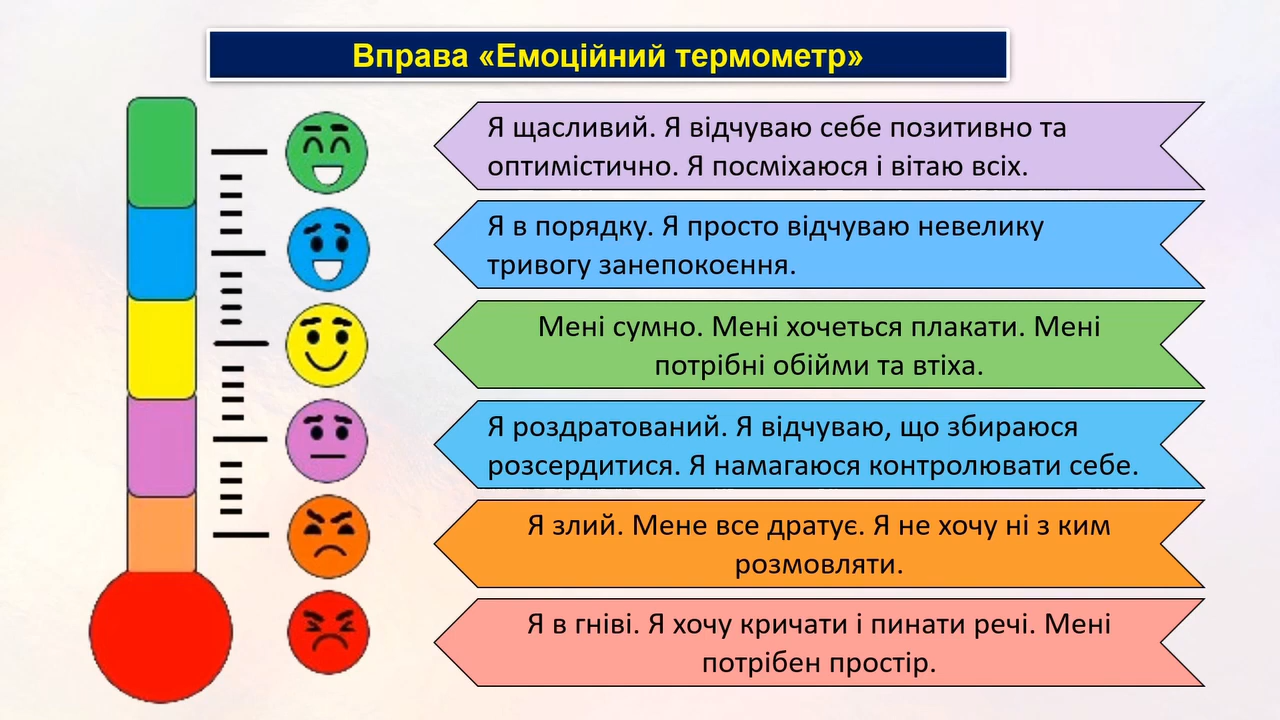 Вправа «Емоційний термометр»
Я щасливий. Я відчуваю себе позитивно та
оптимістично. Я посміхаюся і вітаю всіх.
Я в порядку. Я просто відчуваю невелику
тривогу занепокоєння.
Мені сумно. Мені хочеться плакати. Мені
потрібні обійми та втіха.
Я роздратований. Я відчуваю, що збираюся
розсердитися. Я намагаюся контролювати себе.
Я злий. Мене все дратує. Я не хочу ні з ким
розмовляти.
Я в гніві. Я хочу кричати і пинати речі. Мені
потрібен простір.